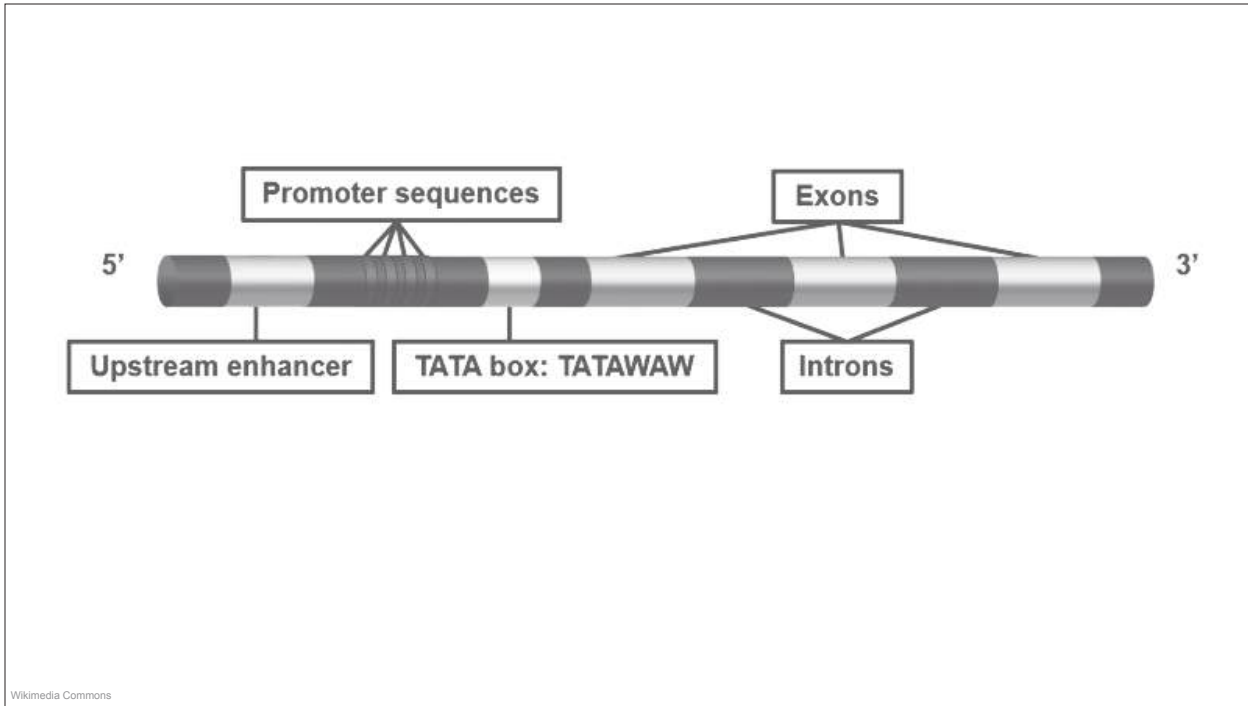 Promoter sequences
Exons
5’
3’
Upstream enhancer
TATA box: TATAWAW
Introns
Wikimedia Commons